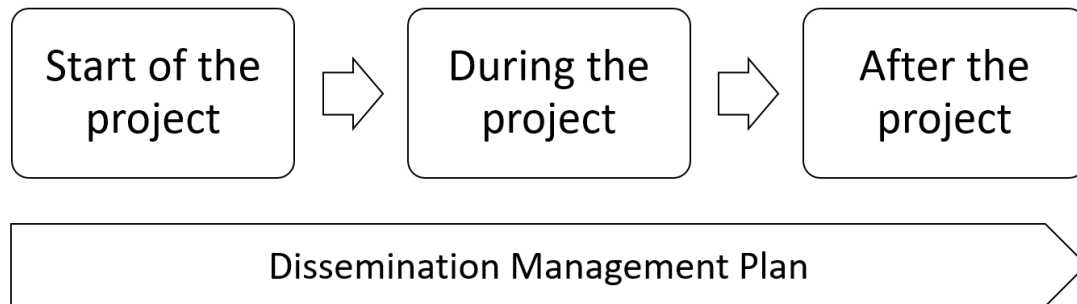 Start of the
project
During the
project
After the
project
Dissemination Management Plan